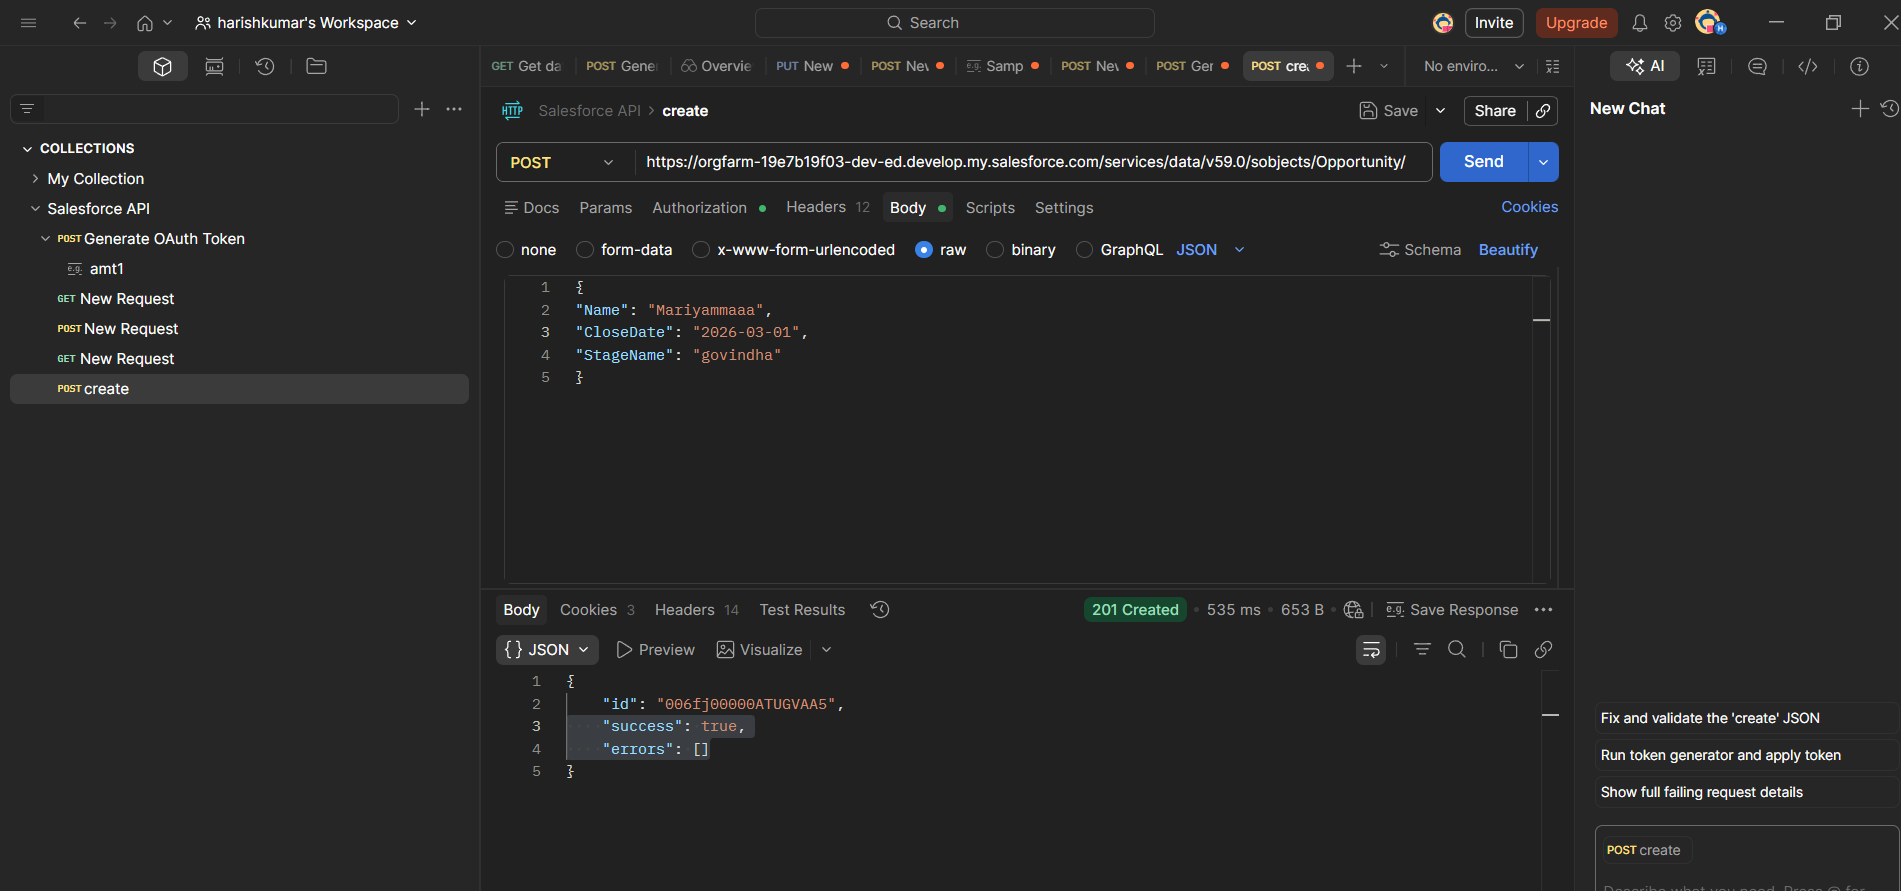 harishkumar's Workspace
Search
Invite
Upgrade
GET Get da
POST Gene
Overvie
PUT New
POST Nev
e.g. Samp
POST Nev
POST Ger
POST crea
No enviro...
AI
COLLECTIONS
My Collection
Salesforce API
POST Generate OAuth Token
e.g. amt1
GET New Request
POST New Request
GET New Request
POST create
HTTP Salesforce API > create
Save
Share
POST
https://orgfarm-19e7b19f03-dev-ed.develop.my.salesforce.com/services/data/v59.0/sobjects/Opportunity/
Send
Docs Params Authorization Headers 12 Body Scripts Settings
Cookies
none form-data x-www-form-urlencoded raw binary GraphQL JSON
Schema Beautify
1 {
2 "Name": "Mariyammaaa",
3 "CloseDate": "2026-03-01",
4 "StageName": "govindha"
5 }
Body Cookies 3 Headers 14 Test Results
201 Created • 535 ms • 653 B
e.g. Save Response
{} JSON Preview Visualize
1 {
2 "id": "006fj00000ATUGVAA5",
3 "success": true,
4 "errors": []
5 }
New Chat
Fix and validate the 'create' JSON
Run token generator and apply token
Show full failing request details
POST create